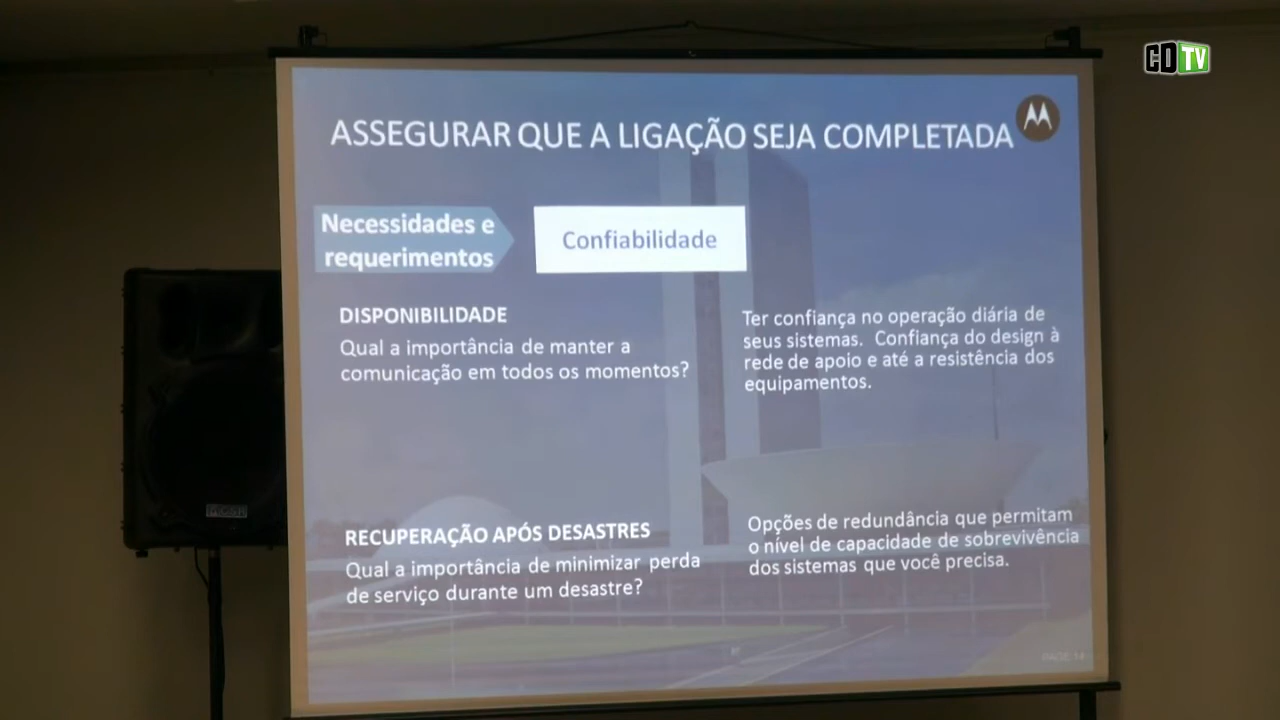 CDTV
ASSEGURAR QUE A LIGAÇÃO SEJA COMPLETADA
Necessidades e
requerimentos
Confiabilidade
DISPONIBILIDADE
Qual a importância de manter a
comunicação em todos os momentos?
Ter confiança no operação diária de
seus sistemas. Confiança do design à
rede de apoio e até a resistência dos
equipamentos.
RECUPERAÇÃO APÓS DESASTRES
Qual a importância de minimizar perda
de serviço durante um desastre?
Opções de redundância que permitam
o nível de capacidade de sobrevivência
dos sistemas que você precisa.
PAGE 14